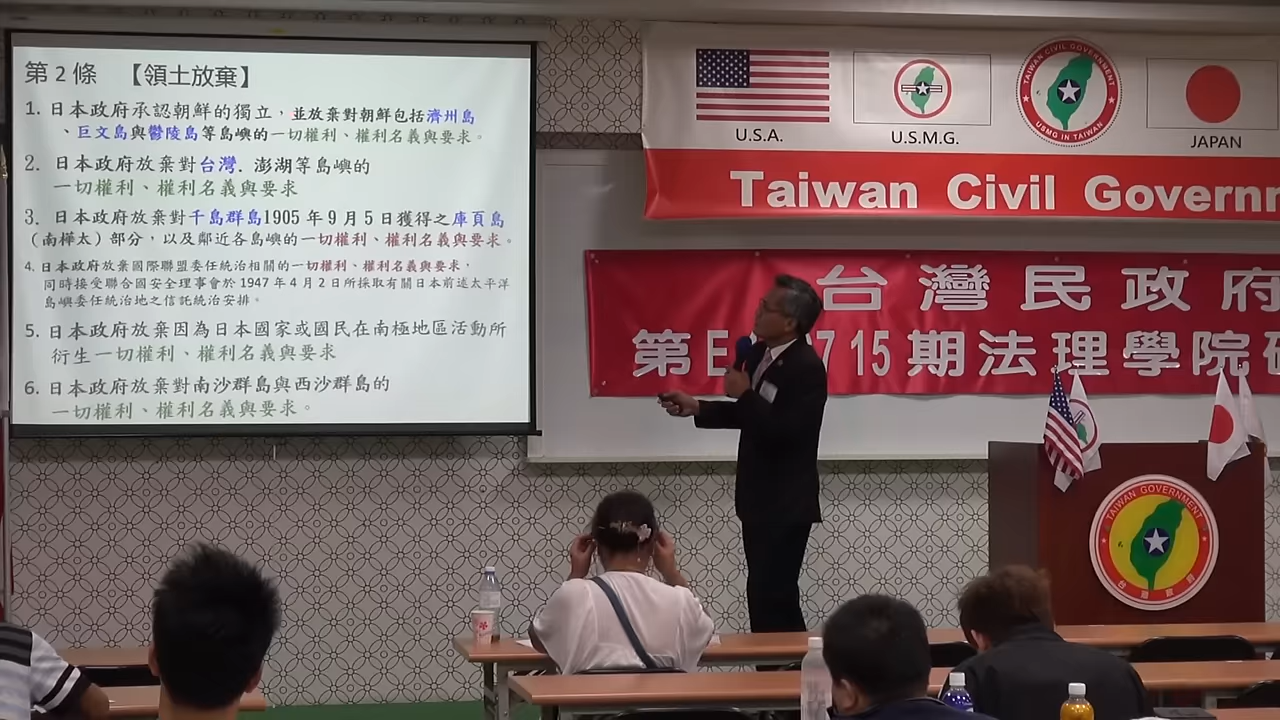 第2條 【領土放棄】
1. 日本政府承認朝鮮的獨立，並放棄對朝鮮包括濟州島
、巨文島與鬱陵島等島嶼的一切權利、權利名義與要求。
2. 日本政府放棄對台灣．澎湖等島嶼的
一切權利、權利名義與要求
3. 日本政府放棄對千島群島1905年9月5日獲得之庫頁島
（南樺太）部分，以及鄰近各島嶼的一切權利、權利名義與要求。
4. 日本政府放棄國際聯盟委任統治相關的一切權利、權利名義與要求，
同時接受聯合國安全理事會於1947年4月2日所採取有關日本前述太平洋
島嶼委任統治地之信託統治安排。
5. 日本政府放棄因為日本國家或國民在南極地區活動所
衍生一切權利、權利名義與要求
6. 日本政府放棄對南沙群島與西沙群島的
一切權利、權利名義與要求。
U.S.A.
U.S.M.G.
TAIWAN CIVIL GOVERNMENT
USMG IN TAIWAN
JAPAN
Taiwan Civil Governm
台灣民政府
第E 715期法理學院
TAIWAN GOVERNMENT
台灣政府